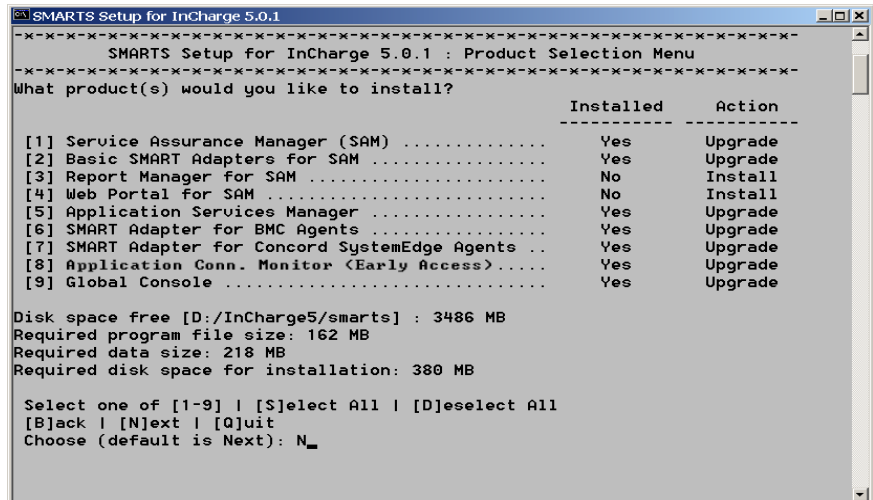 SMARTS Setup for InCharge 5.0.1
-*-*-*-*-*-*-*-*-*-*-*-*-*-*-*-*-*-*-*-*-*-*-*-*-*-*-*-*-
SMARTS Setup for InCharge 5.0.1 : Product Selection Menu
-*-*-*-*-*-*-*-*-*-*-*-*-*-*-*-*-*-*-*-*-*-*-*-*-*-*-*-*-
What product(s) would you like to install?
Installed Action
----------- -----------
[1] Service Assurance Manager (SAM) .............. Yes Upgrade
[2] Basic SMART Adapters for SAM ................. Yes Upgrade
[3] Report Manager for SAM ....................... No Install
[4] Web Portal for SAM ........................... No Install
[5] Application Services Manager ................. Yes Upgrade
[6] SMART Adapter for BMC Agents ................. Yes Upgrade
[7] SMART Adapter for Concord SystemEdge Agents .. Yes Upgrade
[8] Application Conn. Monitor (Early Access)..... Yes Upgrade
[9] Global Console ............................... Yes Upgrade
Disk space free [D:/InCharge5/smarts] : 3486 MB
Required program file size: 162 MB
Required data size: 218 MB
Required disk space for installation: 380 MB
Select one of [1-9] | [S]elect All | [D]eselect All
[B]ack | [N]ext | [Q]uit
Choose (default is Next): N_